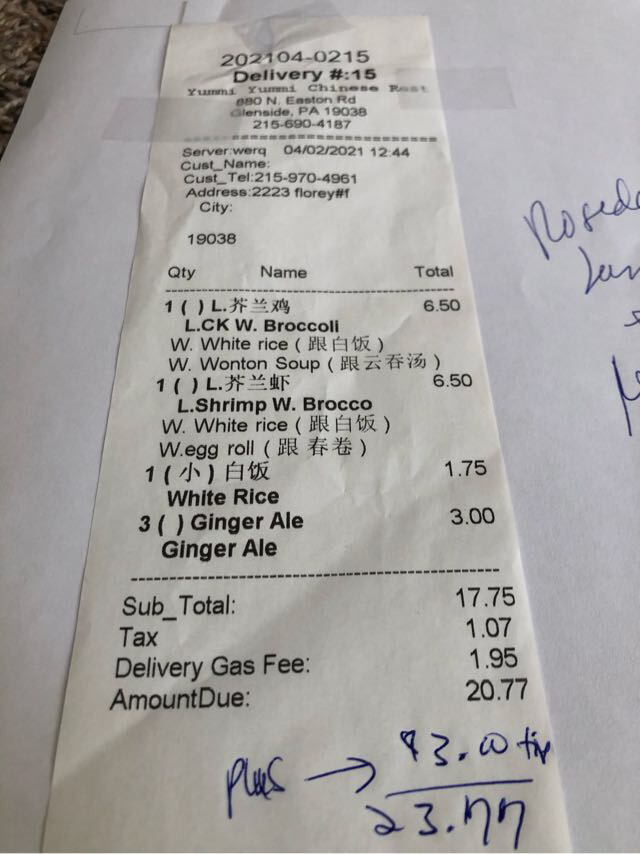 202104-0215
Delivery #:15
Yummi Yummi Chinese Rest
880 N. Easton Rd
Glenside, PA 19038
215-690-4187
Server:werq 04/02/2021 12:44
Cust_Name:
Cust_Tel:215-970-4961
Address:2223 florey#f
City:
19038
Qty Name Total
1 ( ) L.芥兰鸡 6.50
L.CK W. Broccoli
W. White rice ( 跟白饭 )
W. Wonton Soup ( 跟云吞汤 )
1 ( ) L.芥兰虾 6.50
L.Shrimp W. Brocco
W. White rice ( 跟白饭 )
W.egg roll ( 跟 春卷 )
1 ( 小 ) 白饭 1.75
White Rice
3 ( ) Ginger Ale 3.00
Ginger Ale
Sub_Total: 17.75
Tax 1.07
Delivery Gas Fee: 1.95
AmountDue: 20.77
plus → $3.00 tip
23.77